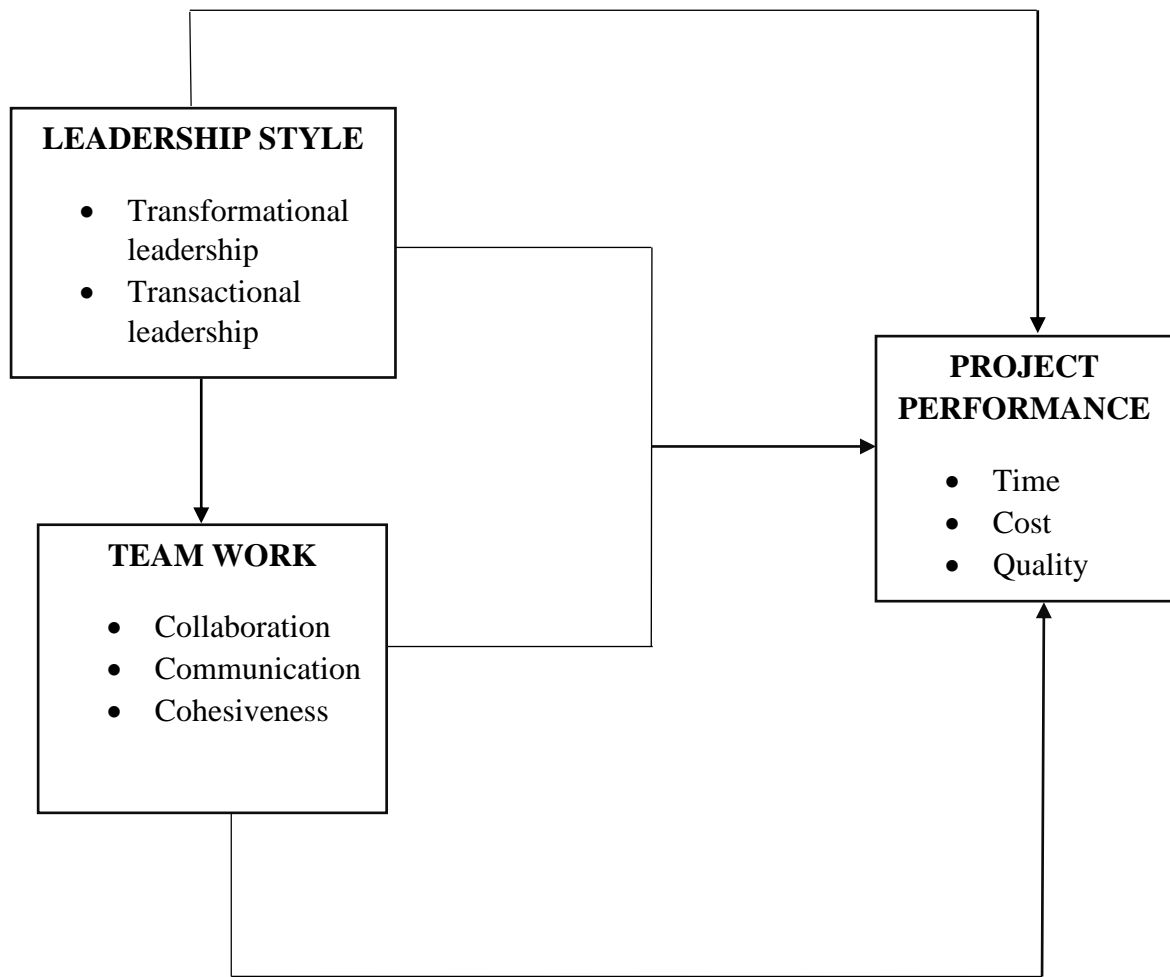 LEADERSHIP STYLE
• Transformational
leadership
• Transactional
leadership
PROJECT
PERFORMANCE
• Time
• Cost
• Quality
TEAM WORK
• Collaboration
• Communication
• Cohesiveness